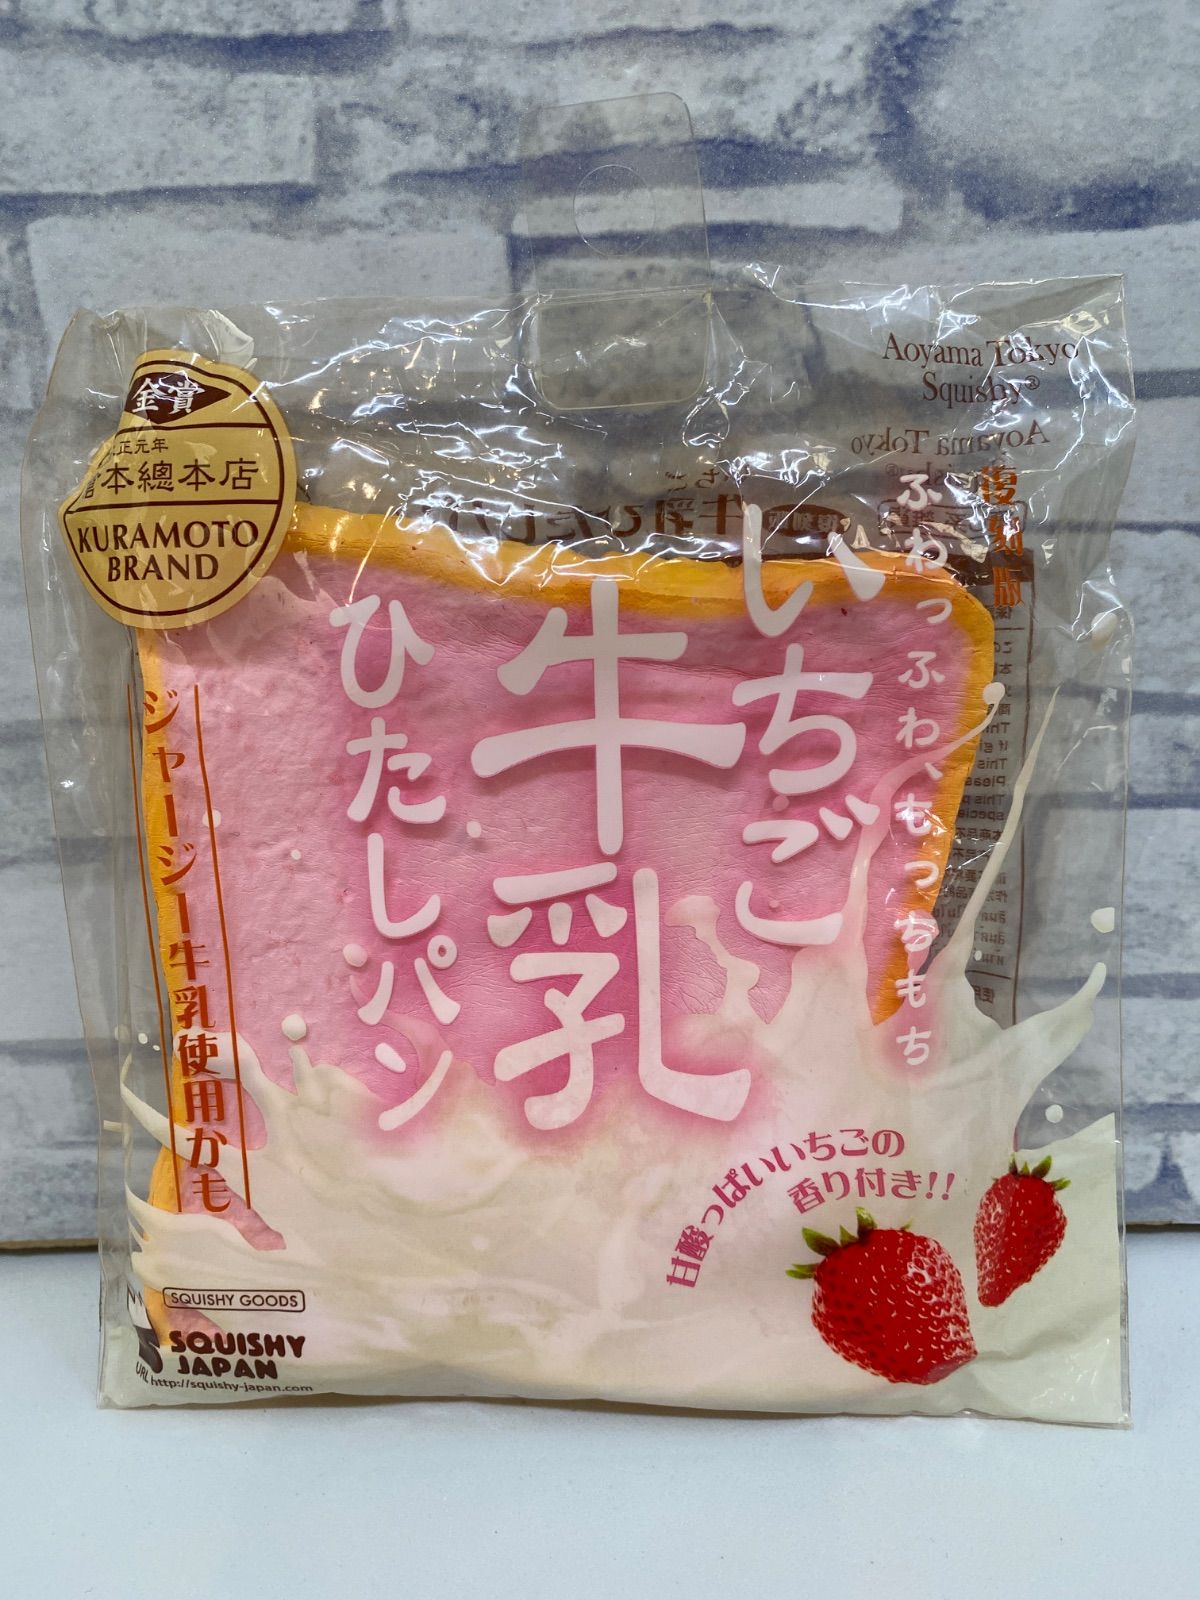 Aoyama Tokyo
Squishy®
金賞
正元年
本總本店
KURAMOTO
BRAND
復刻版
ふわっふわ、もっちもち
いちご
牛乳
ひたしパン
ジャージー牛乳使用かも
甘酸っぱいいちごの
香り付き!!
SQUISHY GOODS
SQUISHY
JAPAN
URL http://squishy-japan.com